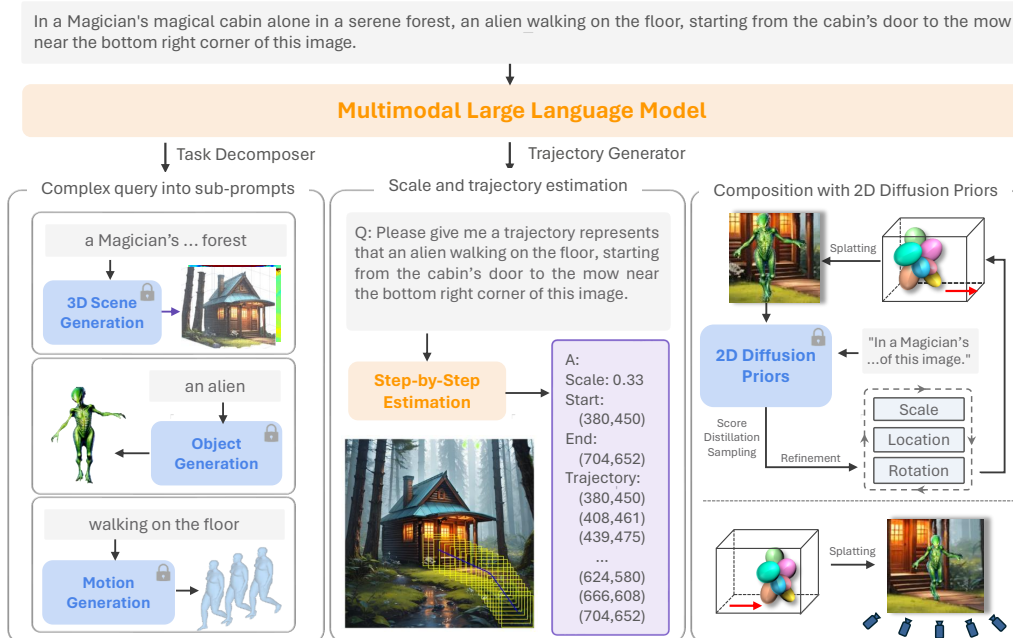 In a Magician's magical cabin alone in a serene forest, an alien walking on the floor, starting from the cabin's door to the mow
near the bottom right corner of this image.
Multimodal Large Language Model
Task Decomposer
Trajectory Generator
Complex query into sub-prompts
a Magician's ... forest
3D Scene
Generation
an alien
Object
Generation
walking on the floor
Motion
Generation
Scale and trajectory estimation
Q: Please give me a trajectory represents
that an alien walking on the floor, starting
from the cabin's door to the mow near
the bottom right corner of this image.
Step-by-Step
Estimation
A:
Scale: 0.33
Start:
(380,450)
End:
(704,652)
Trajectory:
(380,450)
(408,461)
(439,475)
...
(624,580)
(666,608)
(704,652)
Composition with 2D Diffusion Priors
Splatting
2D Diffusion
Priors
"In a Magician's
...of this image."
Score
Distillation
Sampling
Refinement
Scale
Location
Rotation
Splatting